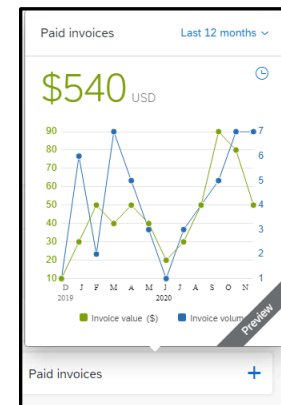 Paid invoices Last 12 months
$540 USD
90 7
80 6
70
60 5
50 4
40 3
30
20 2
10 1
D J F M A M J J A S O N
2019 2020
Invoice value ($) Invoice volum
Preview
Paid invoices +